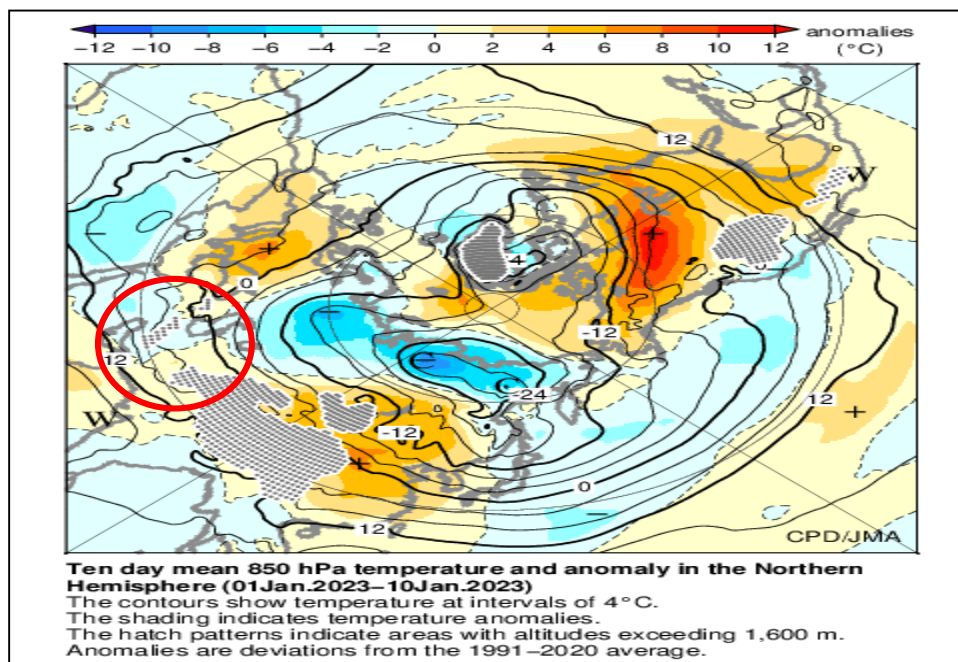 anomalies
−12 −10 −8 −6 −4 −2 0 2 4 6 8 10 12 (°C)
12
W
−
+
4
0
+
0
-12
−
12
−
-24
12
+
W
-12
+
0
−
12
CPD/JMA
Ten day mean 850 hPa temperature and anomaly in the Northern
Hemisphere (01Jan.2023−10Jan.2023)
The contours show temperature at intervals of 4°C.
The shading indicates temperature anomalies.
The hatch patterns indicate areas with altitudes exceeding 1,600 m.
Anomalies are deviations from the 1991−2020 average.